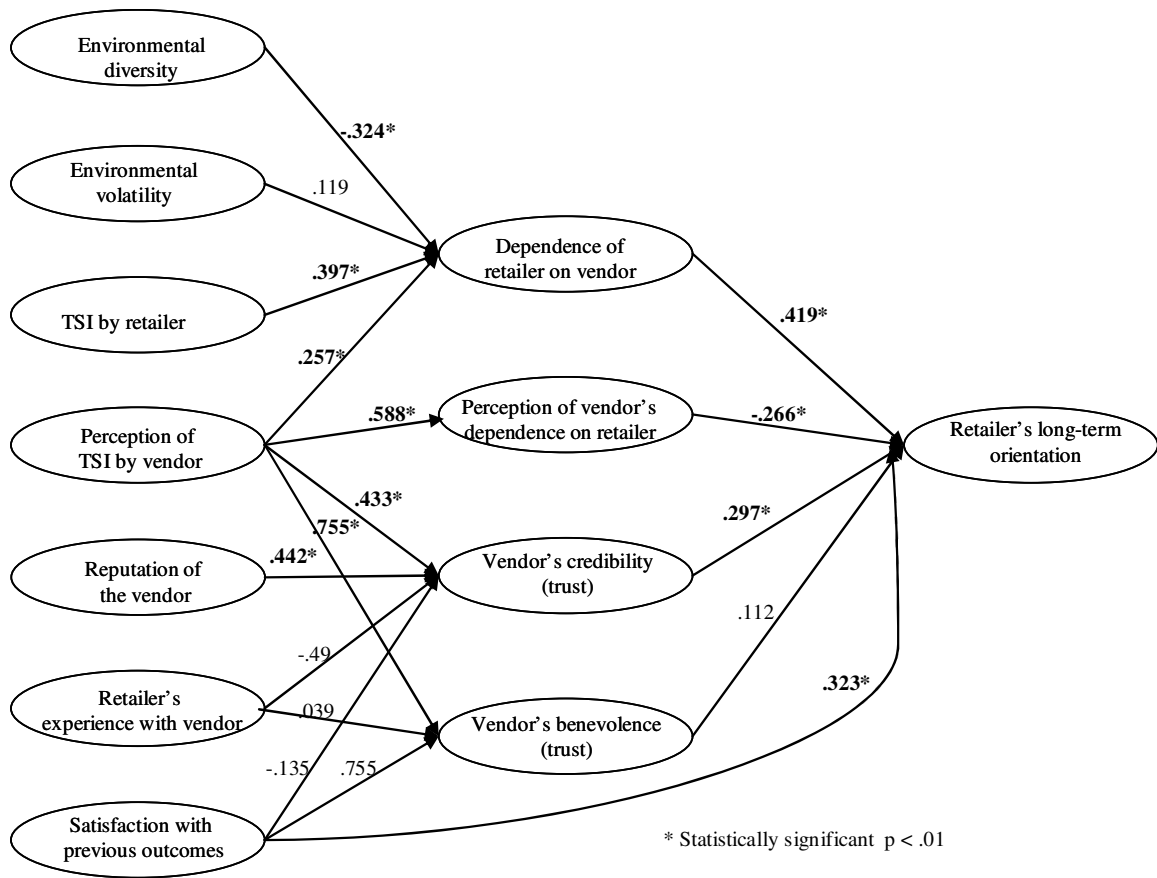 Environmental
diversity
-.324*
Environmental
volatility
.119
Dependence of
retailer on vendor
.397*
TSI by retailer
.419*
.257*
Perception of
TSI by vendor
.588*
Perception of vendor's
dependence on retailer
-.266*
Retailer's long-term
orientation
.433*
.755*
.297*
Reputation of
the vendor
.442*
Vendor's credibility
(trust)
.112
-.49
Retailer's
experience with vendor
.039
Vendor's benevolence
(trust)
.323*
-.135
.755
Satisfaction with
previous outcomes
* Statistically significant p < .01